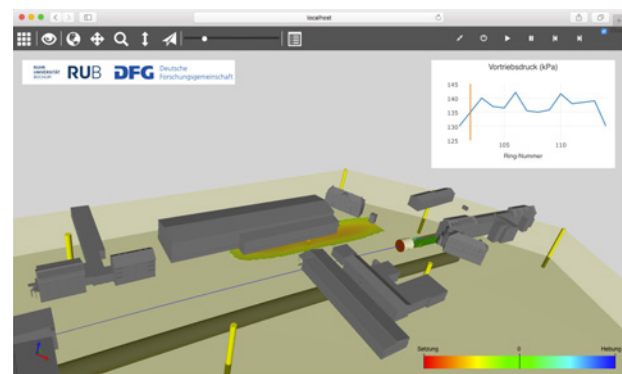 localhost
RUHR
UNIVERSITÄT
BOCHUM
RUB
DFG
Deutsche
Forschungsgemeinschaft
Vortriebsdruck (kPa)
145
140
135
130
125
105
110
Ring-Nummer
Setzung
0
Hebung